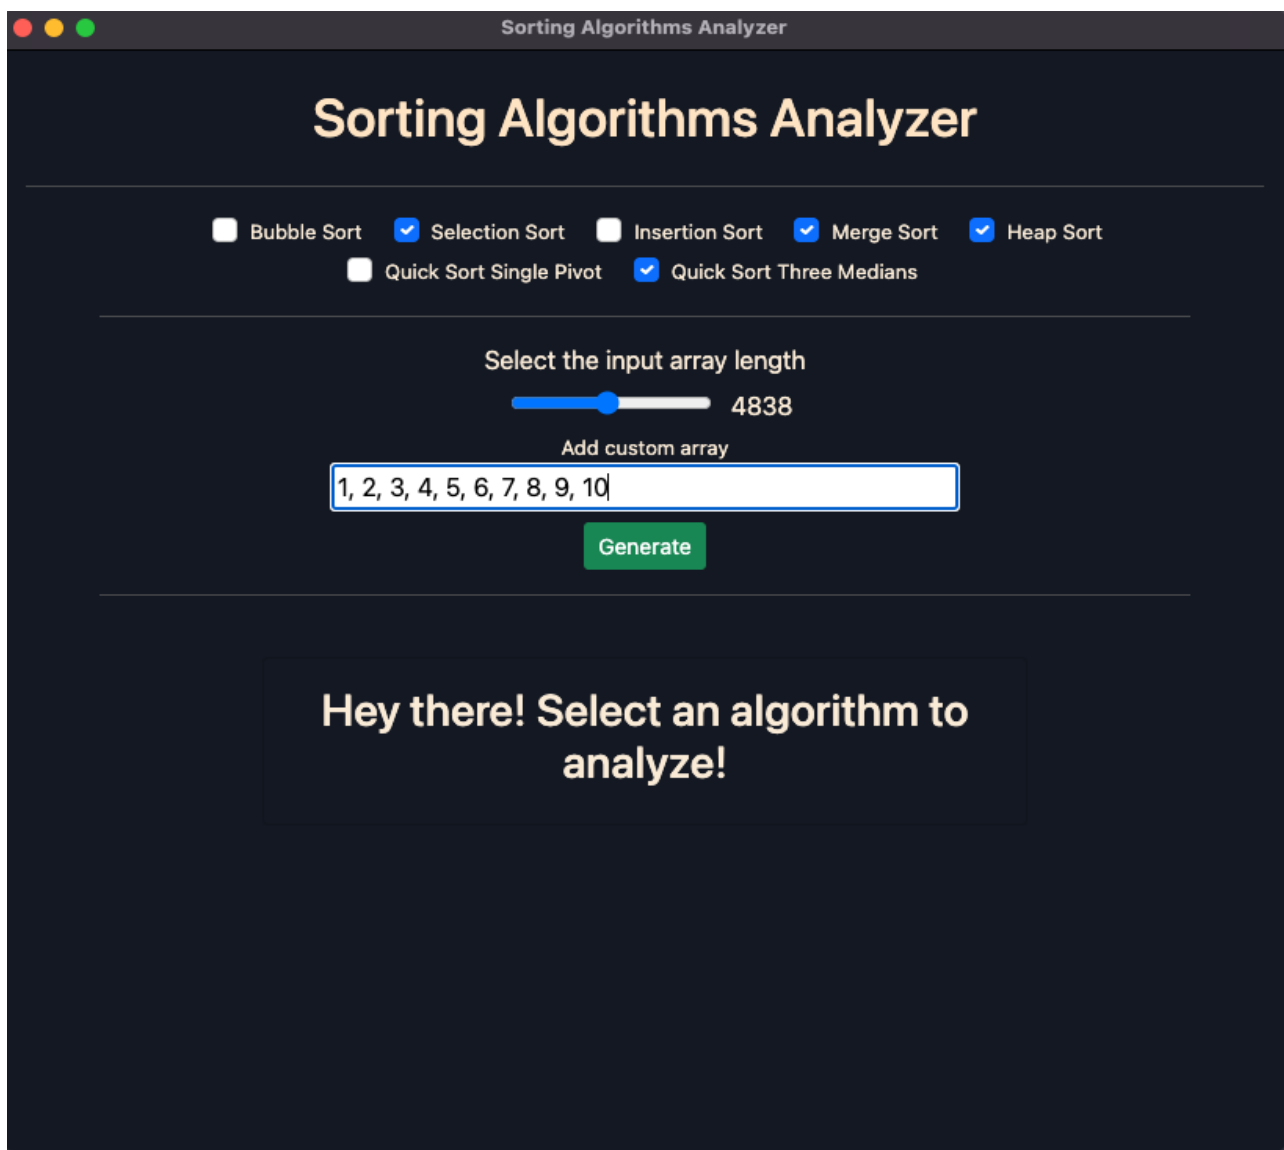 Sorting Algorithms Analyzer
Sorting Algorithms Analyzer
Bubble Sort Selection Sort Insertion Sort Merge Sort Heap Sort
Quick Sort Single Pivot Quick Sort Three Medians
Select the input array length
4838
Add custom array
1, 2, 3, 4, 5, 6, 7, 8, 9, 10
Generate
Hey there! Select an algorithm to
analyze!